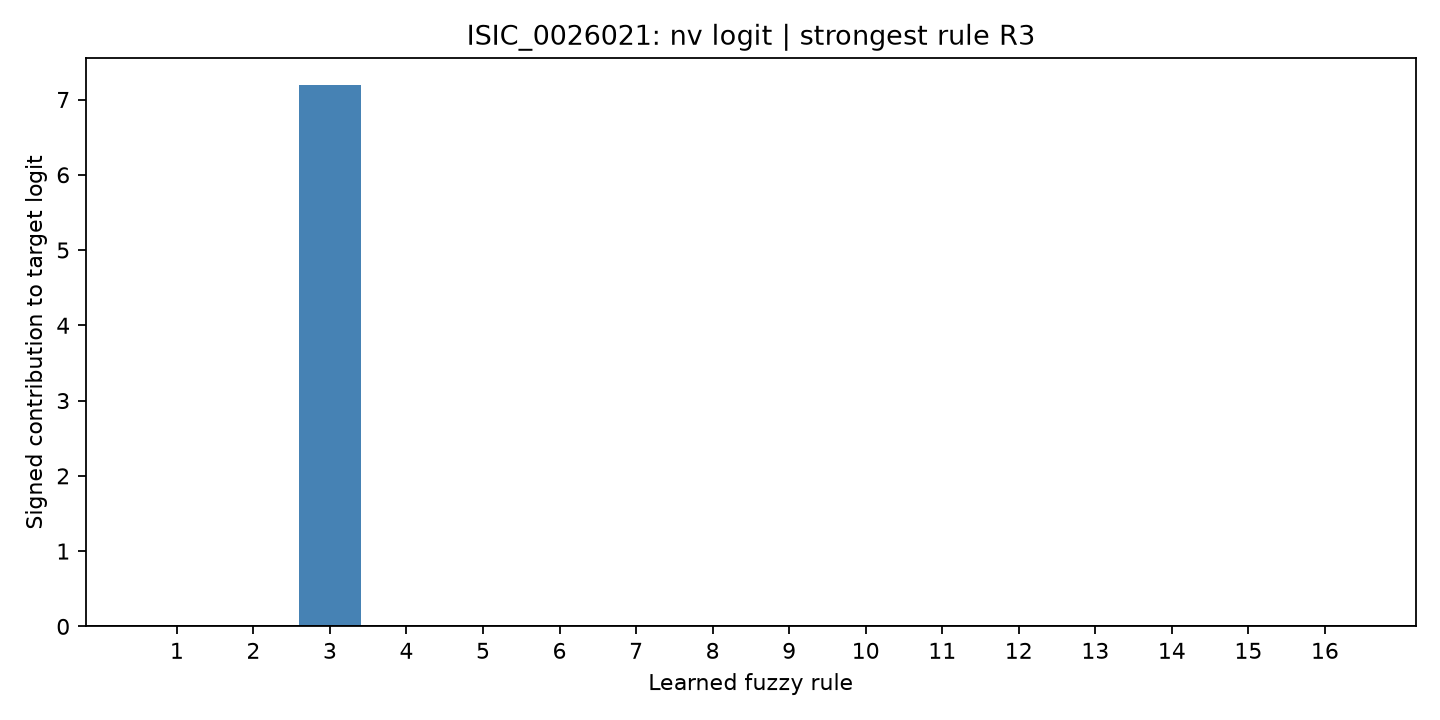 ISIC_0026021: nv logit | strongest rule R3
Signed contribution to target logit
7
6
5
4
3
2
1
0
1 2 3 4 5 6 7 8 9 10 11 12 13 14 15 16
Learned fuzzy rule